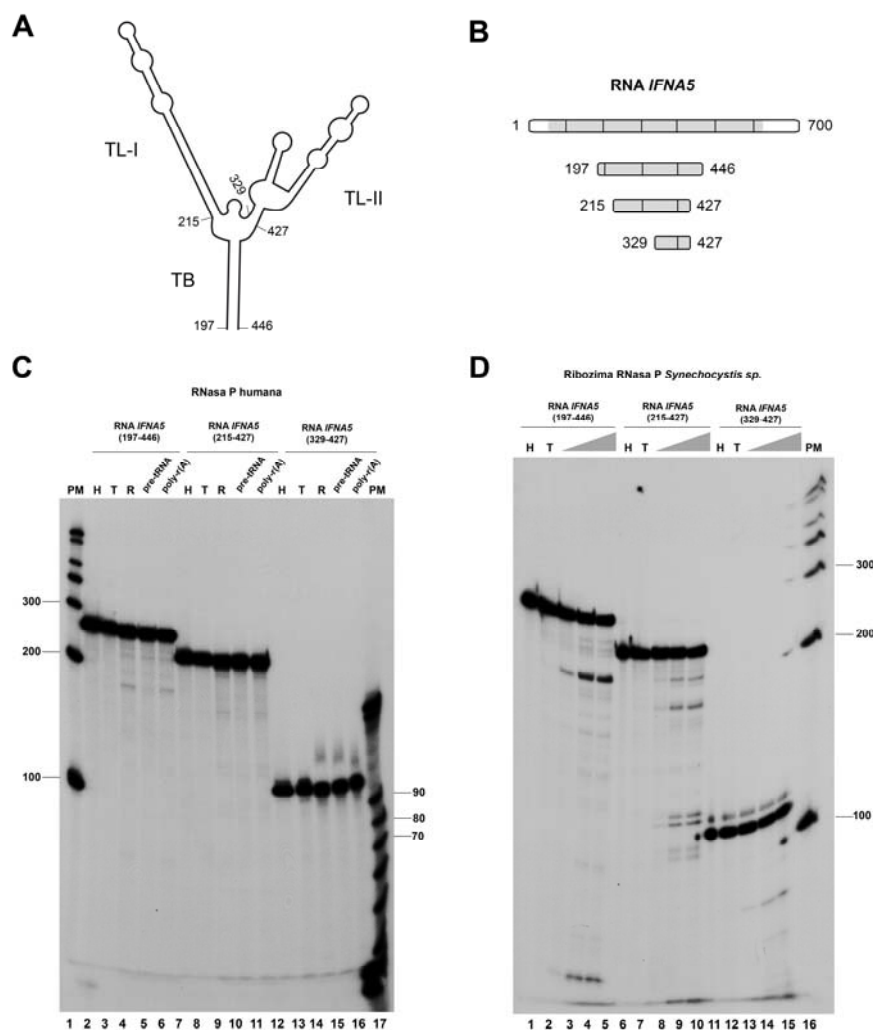 A
TL-I
TL-II
329
215
427
TB
197
446
B
RNA IFNA5
1
700
197
446
215
427
329
427
C
RNasa P humana
RNA IFNA5
(197-446)
RNA IFNA5
(215-427)
RNA IFNA5
(329-427)
PM H T R pre-tRNA poly-r(A) H T R pre-tRNA poly-r(A) H T R pre-tRNA poly-r(A) PM
300
200
100
90
80
70
1 2 3 4 5 6 7 8 9 10 11 12 13 14 15 16 17
D
Ribozima RNasa P Synechocystis sp.
RNA IFNA5
(197-446)
RNA IFNA5
(215-427)
RNA IFNA5
(329-427)
H T H T H T PM
300
200
100
1 2 3 4 5 6 7 8 9 10 11 12 13 14 15 16